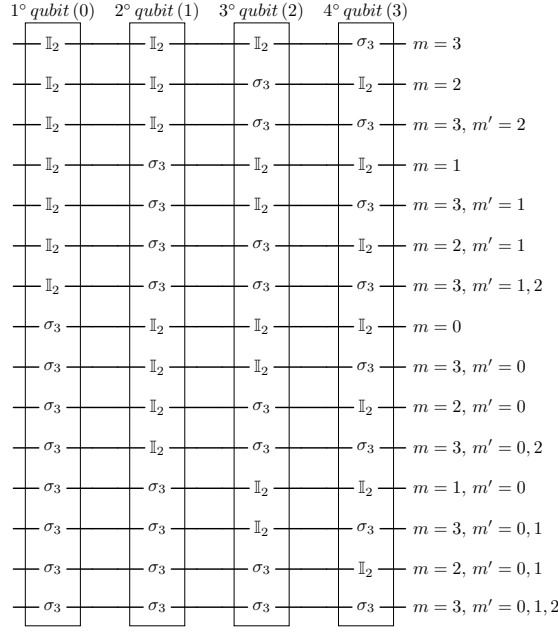 1° qubit (0) 2° qubit (1) 3° qubit (2) 4° qubit (3)
𝕀₂ 𝕀₂ 𝕀₂ σ₃ m = 3
𝕀₂ 𝕀₂ σ₃ 𝕀₂ m = 2
𝕀₂ 𝕀₂ σ₃ σ₃ m = 3, m′ = 2
𝕀₂ σ₃ 𝕀₂ 𝕀₂ m = 1
𝕀₂ σ₃ 𝕀₂ σ₃ m = 3, m′ = 1
𝕀₂ σ₃ σ₃ 𝕀₂ m = 2, m′ = 1
𝕀₂ σ₃ σ₃ σ₃ m = 3, m′ = 1, 2
σ₃ 𝕀₂ 𝕀₂ 𝕀₂ m = 0
σ₃ 𝕀₂ 𝕀₂ σ₃ m = 3, m′ = 0
σ₃ 𝕀₂ σ₃ 𝕀₂ m = 2, m′ = 0
σ₃ 𝕀₂ σ₃ σ₃ m = 3, m′ = 0, 2
σ₃ σ₃ 𝕀₂ 𝕀₂ m = 1, m′ = 0
σ₃ σ₃ 𝕀₂ σ₃ m = 3, m′ = 0, 1
σ₃ σ₃ σ₃ 𝕀₂ m = 2, m′ = 0, 1
σ₃ σ₃ σ₃ σ₃ m = 3, m′ = 0, 1, 2